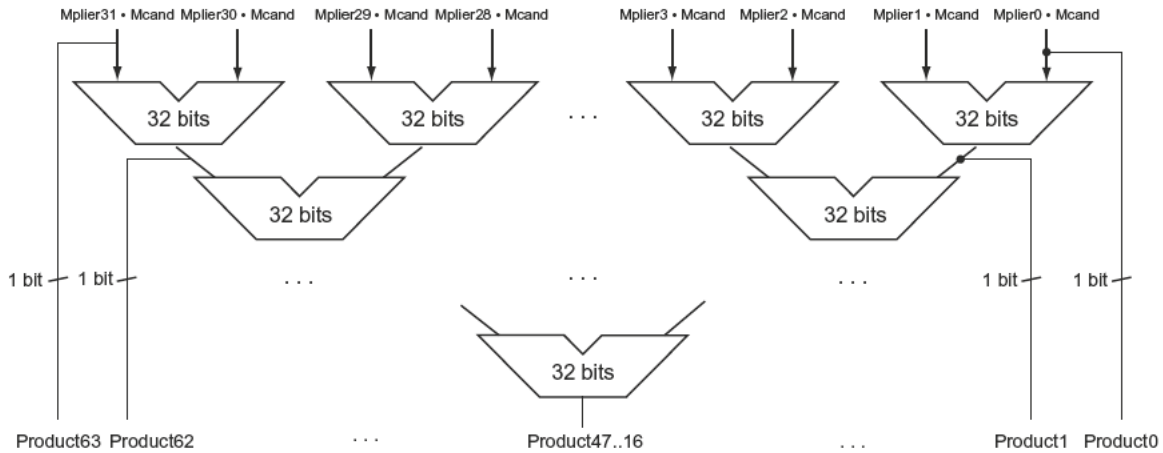 Mplier31 • Mcand Mplier30 • Mcand Mplier29 • Mcand Mplier28 • Mcand Mplier3 • Mcand Mplier2 • Mcand Mplier1 • Mcand Mplier0 • Mcand
32 bits 32 bits . . . 32 bits 32 bits
32 bits 32 bits
1 bit 1 bit . . . . . . . . . 1 bit 1 bit
32 bits
Product63 Product62 . . . Product47..16 . . . Product1 Product0